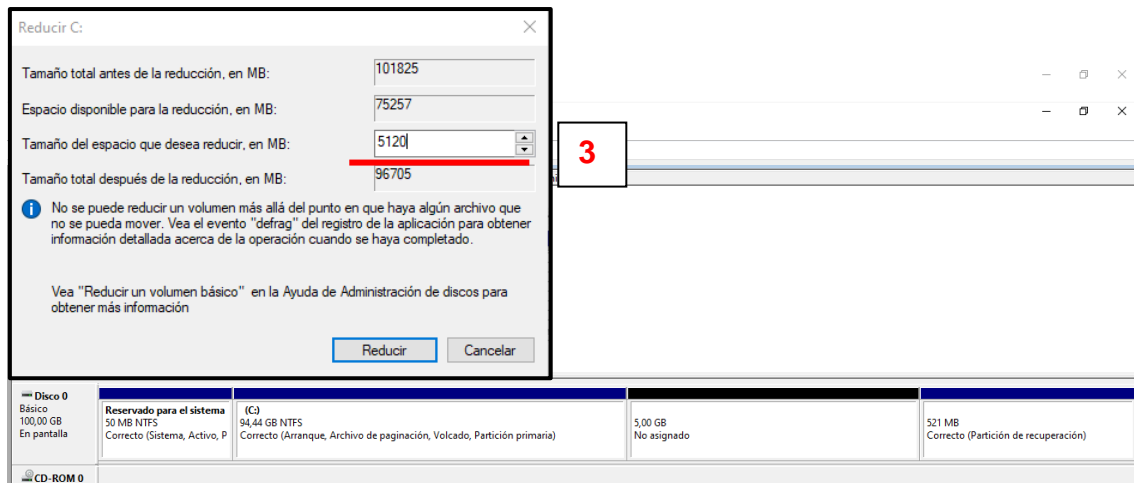 Reducir C:
Tamaño total antes de la reducción, en MB: 101825
Espacio disponible para la reducción, en MB: 75257
Tamaño del espacio que desea reducir, en MB: 5120
3
Tamaño total después de la reducción, en MB: 96705
No se puede reducir un volumen más allá del punto en que haya algún archivo que
no se pueda mover. Vea el evento "defrag" del registro de la aplicación para obtener
información detallada acerca de la operación cuando se haya completado.
Vea "Reducir un volumen básico" en la Ayuda de Administración de discos para
obtener más información
Reducir Cancelar
Disco 0
Básico
100,00 GB
En pantalla
Reservado para el sistema
50 MB NTFS
Correcto (Sistema, Activo, P
(C:)
94,44 GB NTFS
Correcto (Arranque, Archivo de paginación, Volcado, Partición primaria)
5,00 GB
No asignado
521 MB
Correcto (Partición de recuperación)
CD-ROM 0